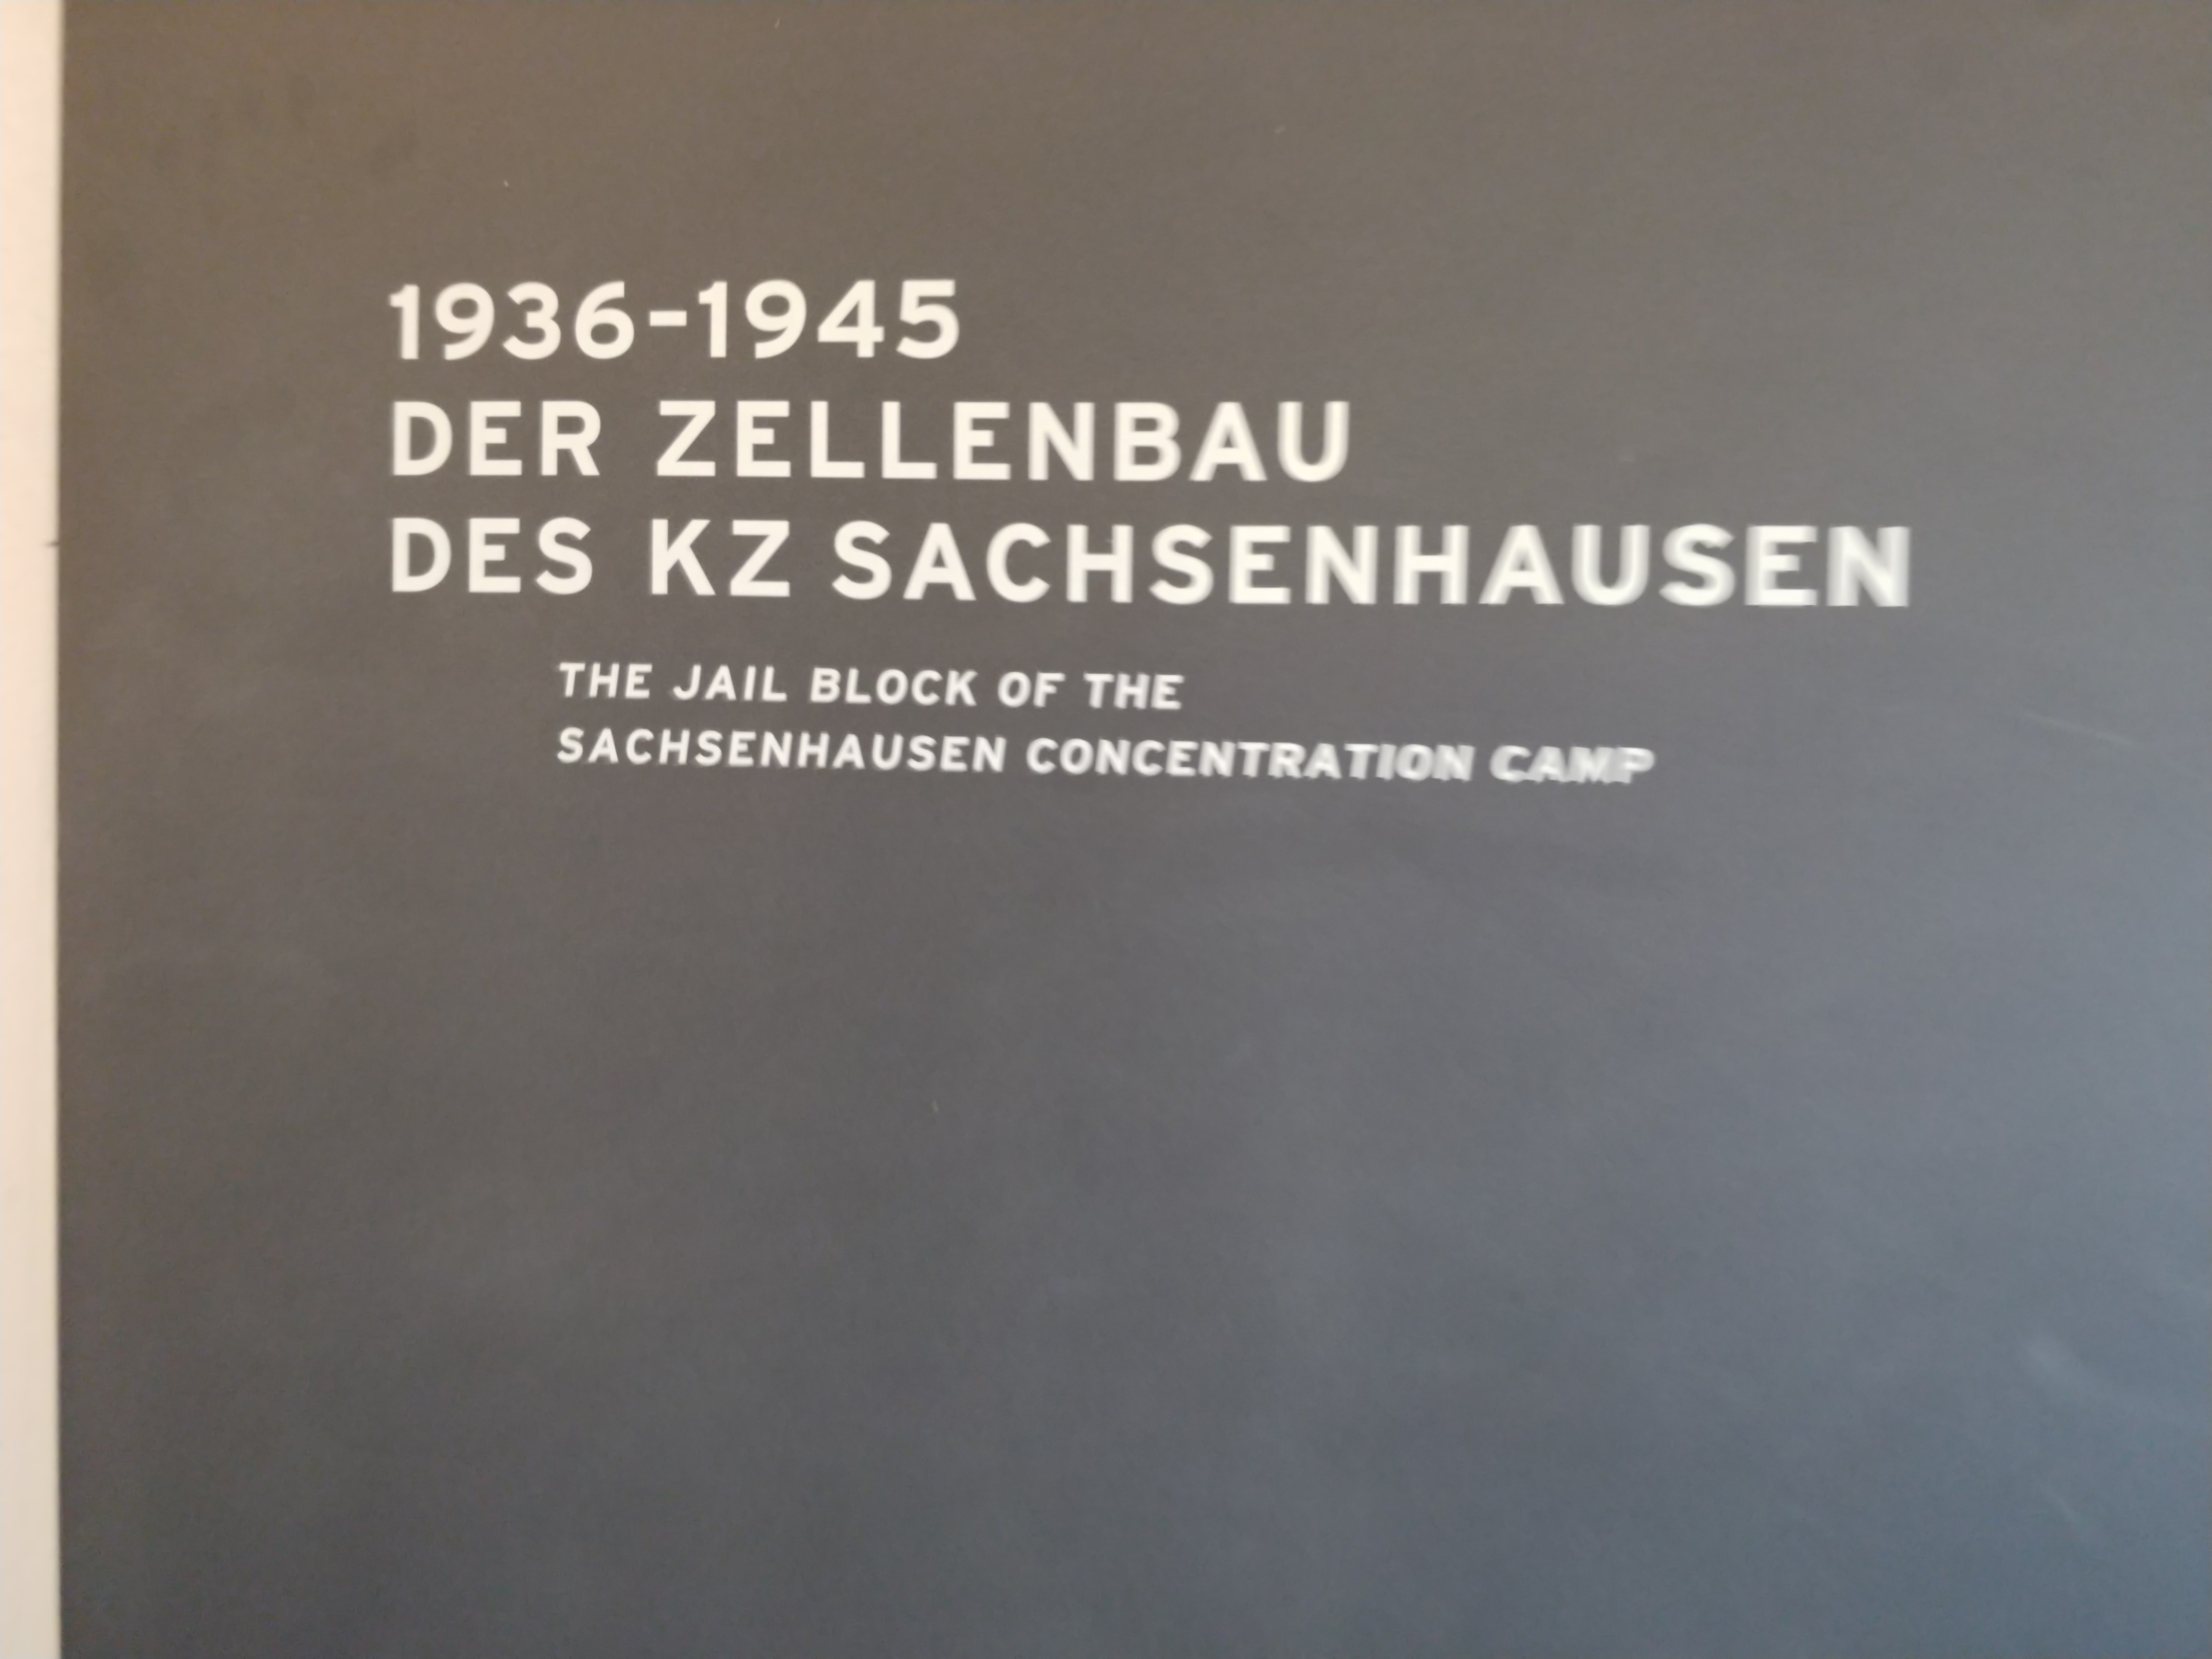 1936-1945
DER ZELLENBAU
DES KZ SACHSENHAUSEN
THE JAIL BLOCK OF THE
SACHSENHAUSEN CONCENTRATION CAMP